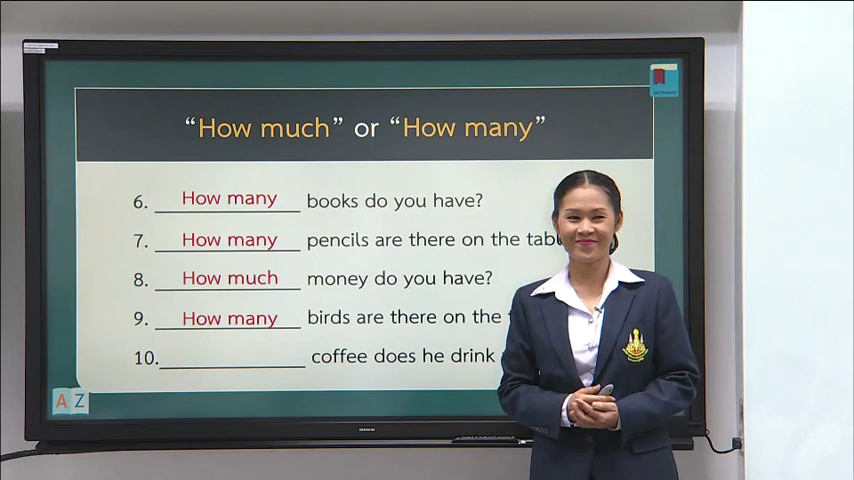 “How much” or “How many”
6. How many books do you have?
7. How many pencils are there on the
8. How much money do you have?
9. How many birds are there on the
10. coffee does he drink
A Z